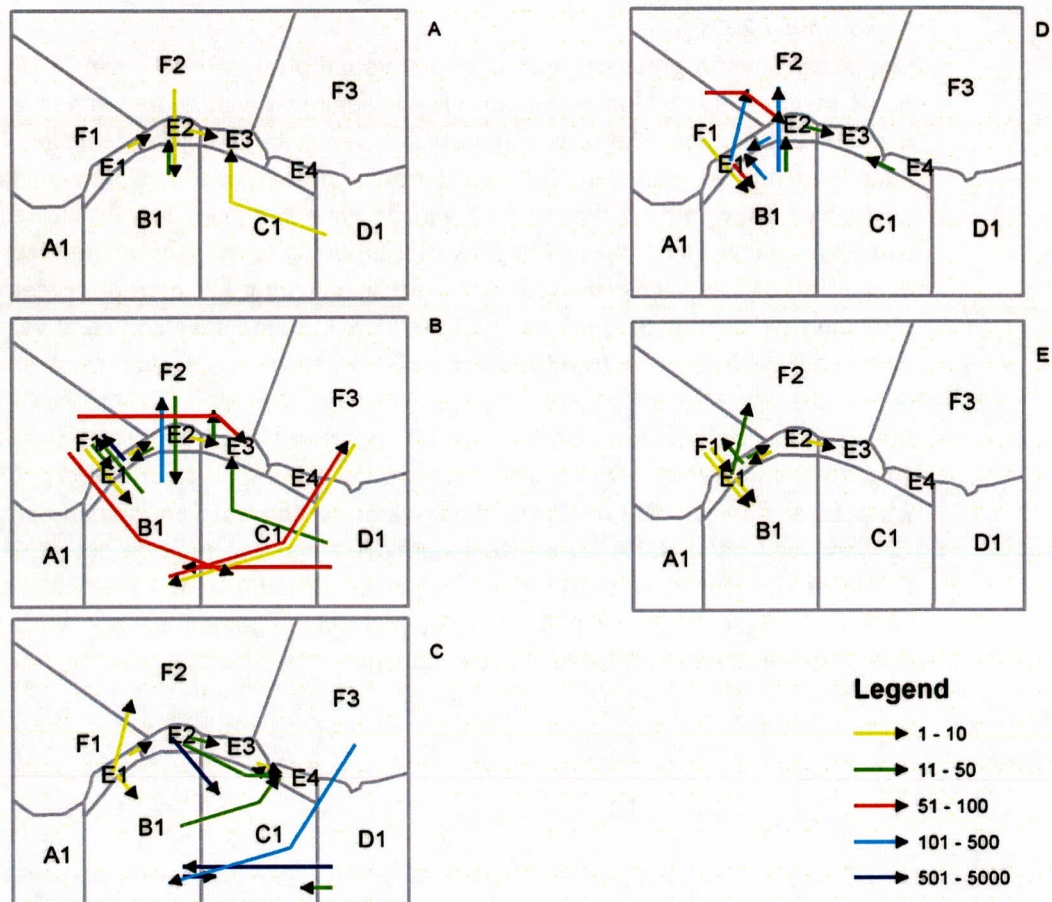 A
F2
F3
F1
E2
E3
E1
E4
B1
C1
D1
A1
B
F2
F3
F1
E2
E3
E1
E4
B1
C1
D1
A1
C
F2
F3
F1
E2
E3
E1
E4
B1
C1
D1
A1
D
F2
F3
F1
E2
E3
E1
E4
B1
C1
D1
A1
E
F2
F3
F1
E2
E3
E1
E4
B1
C1
D1
A1
Legend
1 - 10
11 - 50
51 - 100
101 - 500
501 - 5000